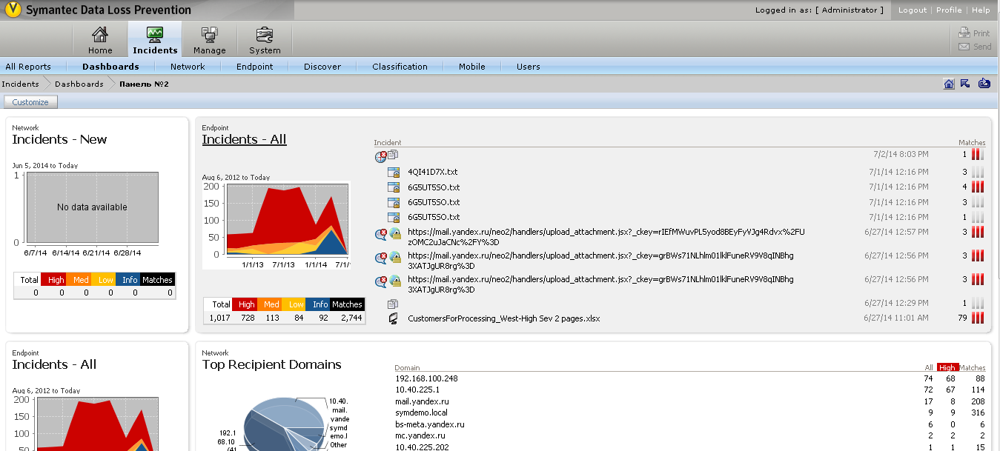 Symantec Data Loss Prevention
Logged in as: [ Administrator ] Logout | Profile | Help
Home Incidents Manage System
Print
Send
All Reports Dashboards Network Endpoint Discover Classification Mobile Users
Incidents Dashboards Панель №2
Customize
Network
Incidents - New
Jun 5, 2014 to Today
1
No data available
0
6/7/14 6/14/14 6/21/14 6/28/14
Total High Med Low Info Matches
0 0 0 0 0 0
Endpoint
Incidents - All
Aug 6, 2012 to Today
200
150
100
50
0
1/1/13 7/1/13 1/1/14 7/1/
Total High Med Low Info Matches
1,017 728 113 84 92 2,744
Incident Matches
7/2/14 8:03 PM 1
4QI41D7X.txt 7/1/14 12:16 PM 3
6G5UT5SO.txt 7/1/14 12:16 PM 4
6G5UT5SO.txt 7/1/14 12:16 PM 3
6G5UT5SO.txt 7/1/14 12:16 PM 1
https://mail.yandex.ru/neo2/handlers/upload_attachment.jsx?_ckey=rIEfMWuvPL5yod8BEyFyVJg4Rdvx%2FU 6/27/14 12:57 PM 3
zOMC2uJaCNc%2FY%3D
https://mail.yandex.ru/neo2/handlers/upload_attachment.jsx?_ckey=grBWs71NLhlm01lklFuneRV9V8qINBhg 6/27/14 12:56 PM 3
3XATJgUR8rg%3D
https://mail.yandex.ru/neo2/handlers/upload_attachment.jsx?_ckey=grBWs71NLhlm01lklFuneRV9V8qINBhg 6/27/14 12:56 PM 3
3XATJgUR8rg%3D
6/27/14 12:29 PM 1
CustomersForProcessing_West-High Sev 2 pages.xlsx 6/27/14 11:01 AM 79
Endpoint
Incidents - All
Aug 6, 2012 to Today
200
150
100
50
Network
Top Recipient Domains
10.40.
mail.
yande
symd
emo.l
Other
192.1
68.10
(41
Domain All High Matches
192.168.100.248 74 68 88
10.40.225.1 72 67 114
mail.yandex.ru 17 8 208
symdemo.local 9 9 316
bs-meta.yandex.ru 6 0 6
mc.yandex.ru 2 2 2
10.40.225.202 1 1 15